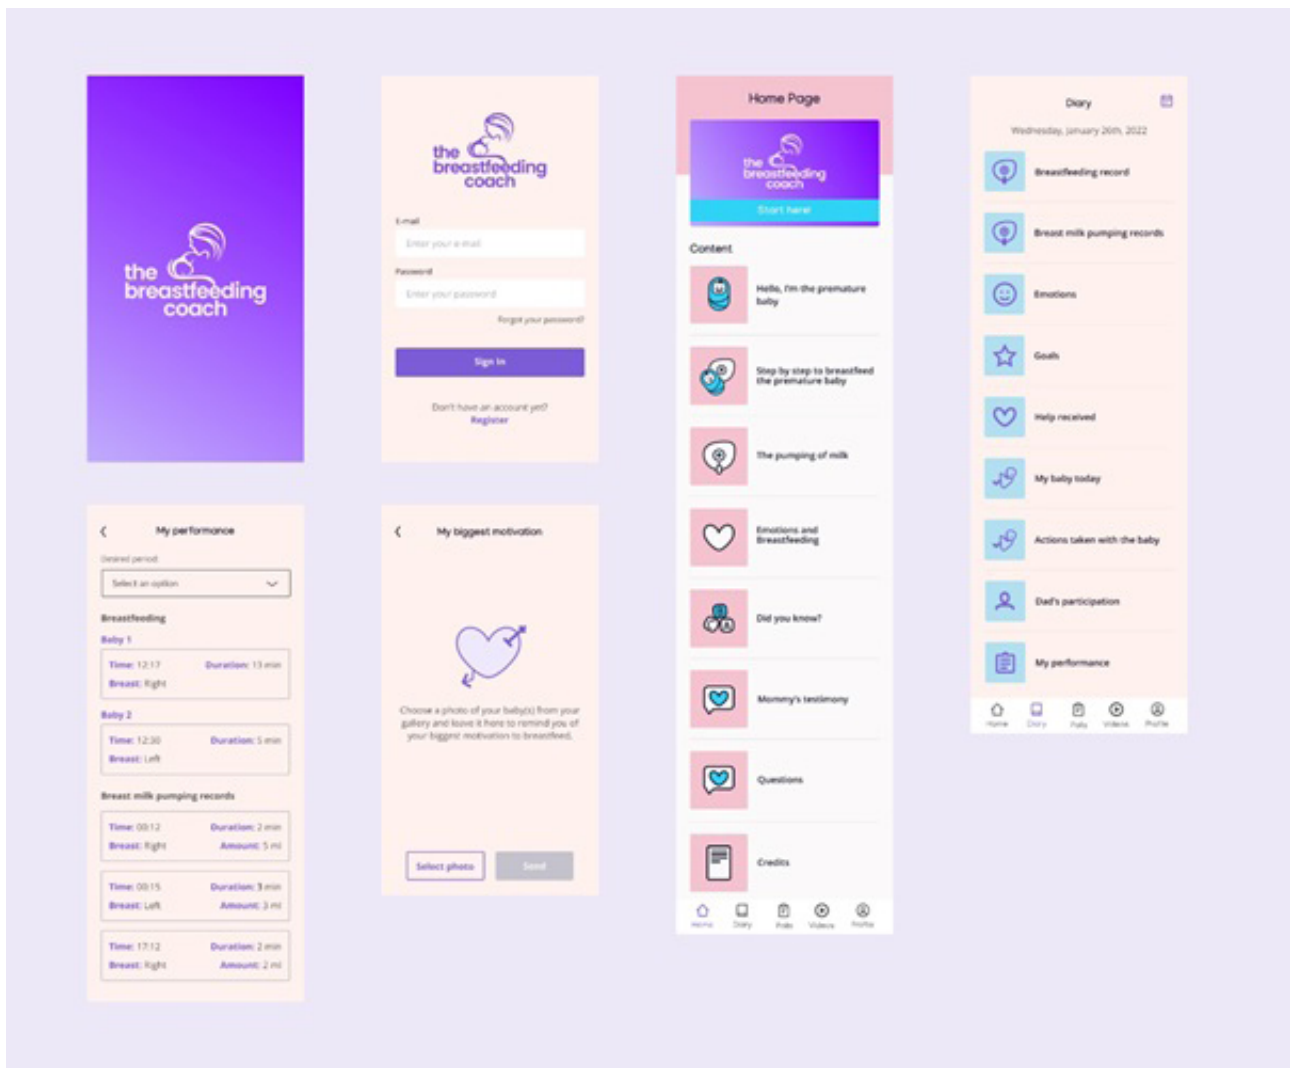 the
breastfeeding
coach
the
breastfeeding
coach
E-mail
Enter your e-mail
Password
Enter your password
Forgot your password?
Sign In
Don't have an account yet?
Register
Home Page
the
breastfeeding
coach
Start here!
Content
Hello, I'm the premature
baby
Step by step to breastfeed
the premature baby
The pumping of milk
Emotions and
Breastfeeding
Did you know?
Mommy's testimony
Questions
Credits
Home Diary Polls Videos Profile
Diary
Wednesday, January 26th, 2022
Breastfeeding record
Breast milk pumping records
Emotions
Goals
Help received
My baby today
Actions taken with the baby
Dad's participation
My performance
Home Diary Polls Videos Profile
My performance
Desired period:
Select an option
Breastfeeding
Baby 1
Time: 12:17 Duration: 13 min
Breast: Right
Baby 2
Time: 12:30 Duration: 5 min
Breast: Left
Breast milk pumping records
Time: 00:12 Duration: 2 min
Breast: Right Amount: 5 ml
Time: 00:15 Duration: 3 min
Breast: Left Amount: 3 ml
Time: 17:12 Duration: 2 min
Breast: Right Amount: 2 ml
My biggest motivation
Choose a photo of your baby(s) from your
gallery and leave it here to remind you of
your biggest motivation to breastfeed.
Select photo Send